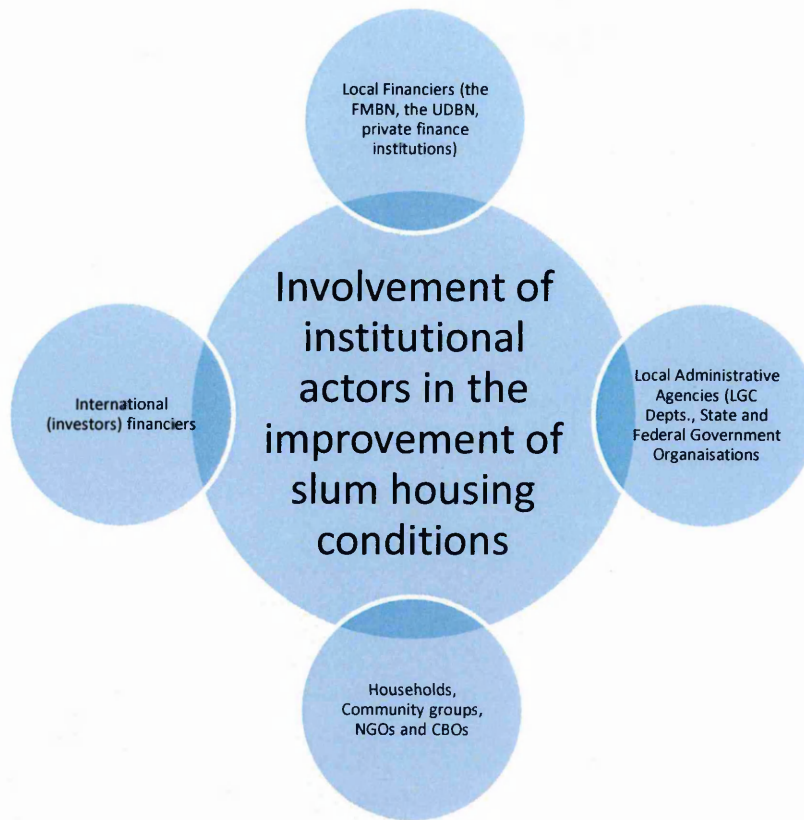 Local Financiers (the
FMBN, the UDBN,
private finance
institutions)
Involvement of
institutional
actors in the
improvement of
slum housing
conditions
International
(investors) financiers
Local Administrative
Agencies (LGC
Depts., State and
Federal Government
Organaisations
Households,
Community groups,
NGOs and CBOs